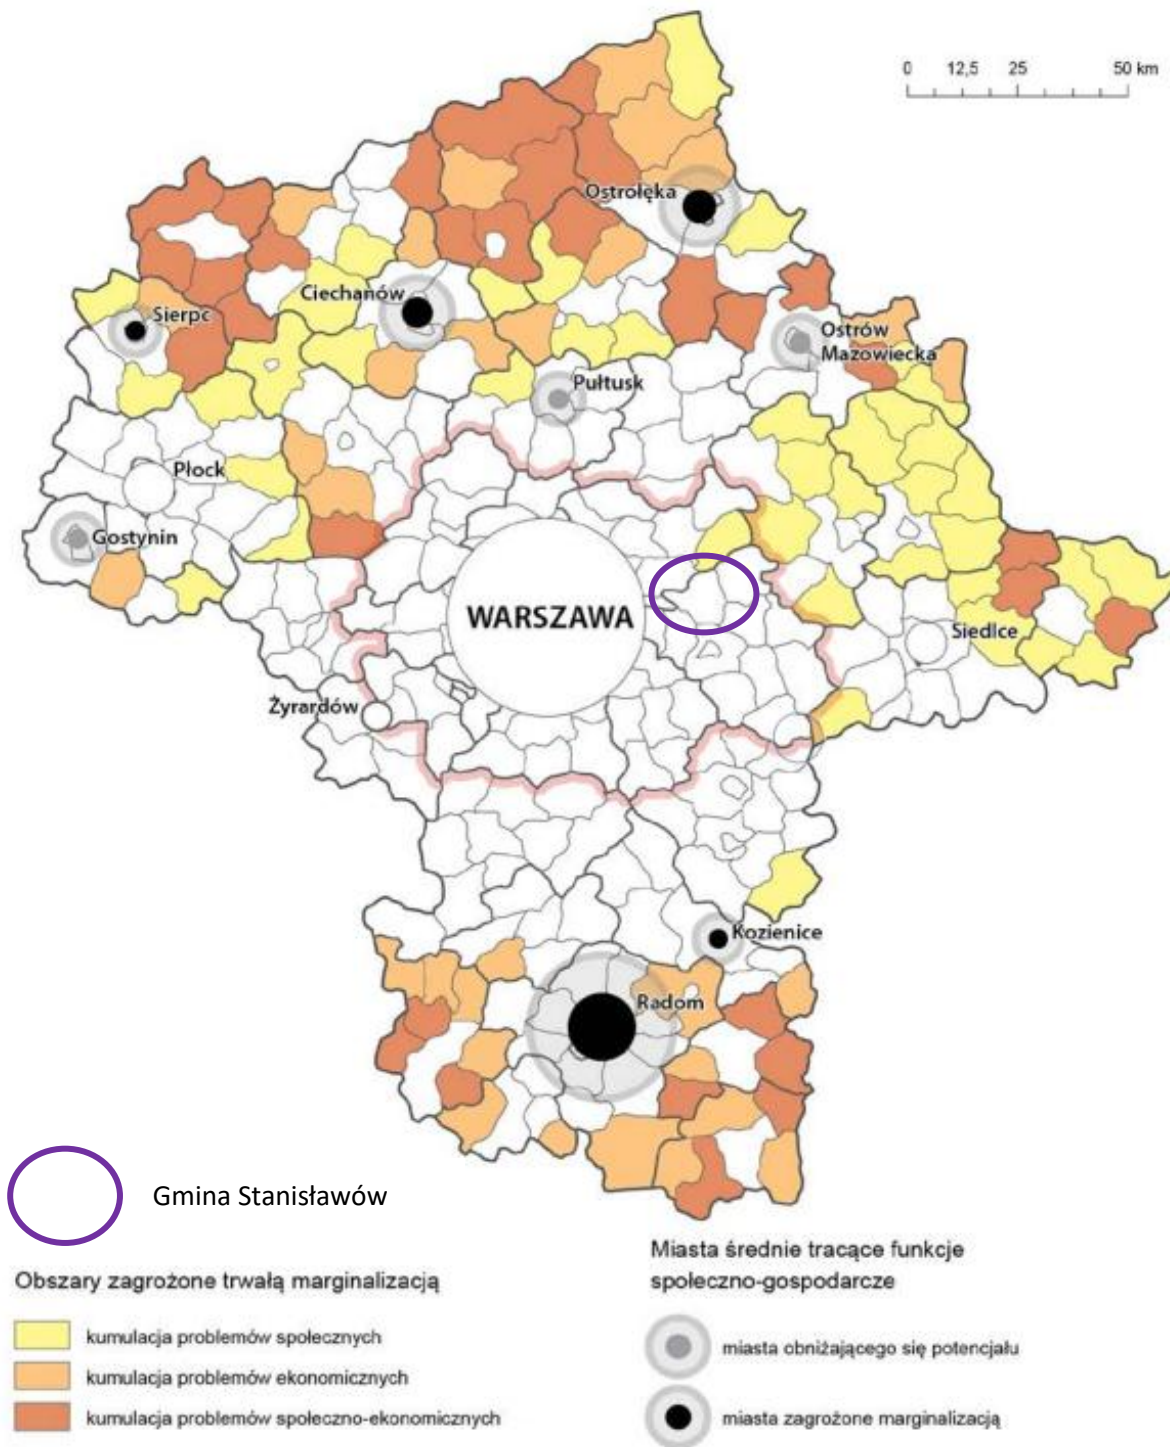 0 12,5 25 50 km
Ostrołęka
Ciechanów
Sierpc
Ostrów
Mazowiecka
Pułtusk
Płock
Gostynin
WARSZAWA
Siedlce
Żyrardów
Kozienice
Radom
Gmina Stanisławów
Obszary zagrożone trwałą marginalizacją
kumulacja problemów społecznych
kumulacja problemów ekonomicznych
kumulacja problemów społeczno-ekonomicznych
Miasta średnie tracące funkcje
społeczno-gospodarcze
miasta obniżającego się potencjału
miasta zagrożone marginalizacją